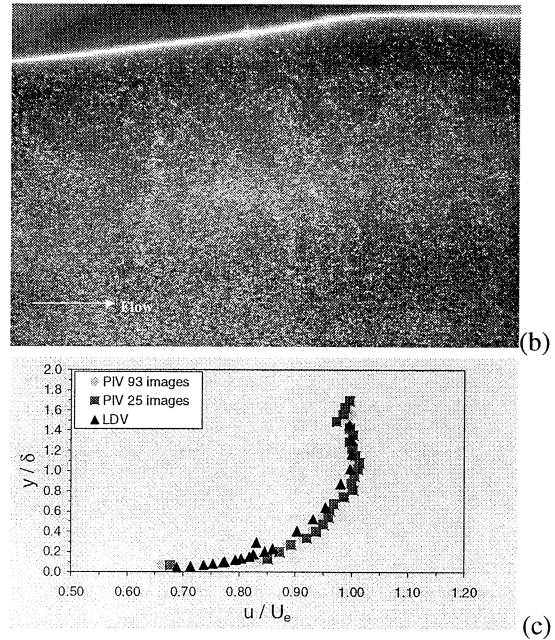 Flow
(b)
2.0
1.8
1.6
1.4
1.2
1.0
0.8
0.6
0.4
0.2
0.0
y / δ
PIV 93 images
PIV 25 images
LDV
0.50 0.60 0.70 0.80 0.90 1.00 1.10 1.20
u / Uₑ
(c)